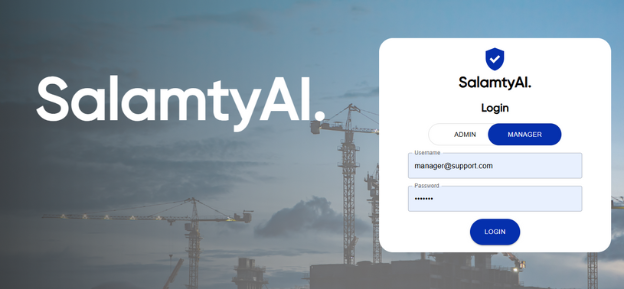 SalamtyAI.
SalamtyAI.
Login
ADMIN MANAGER
Username
manager@support.com
Password
•••••••
LOGIN